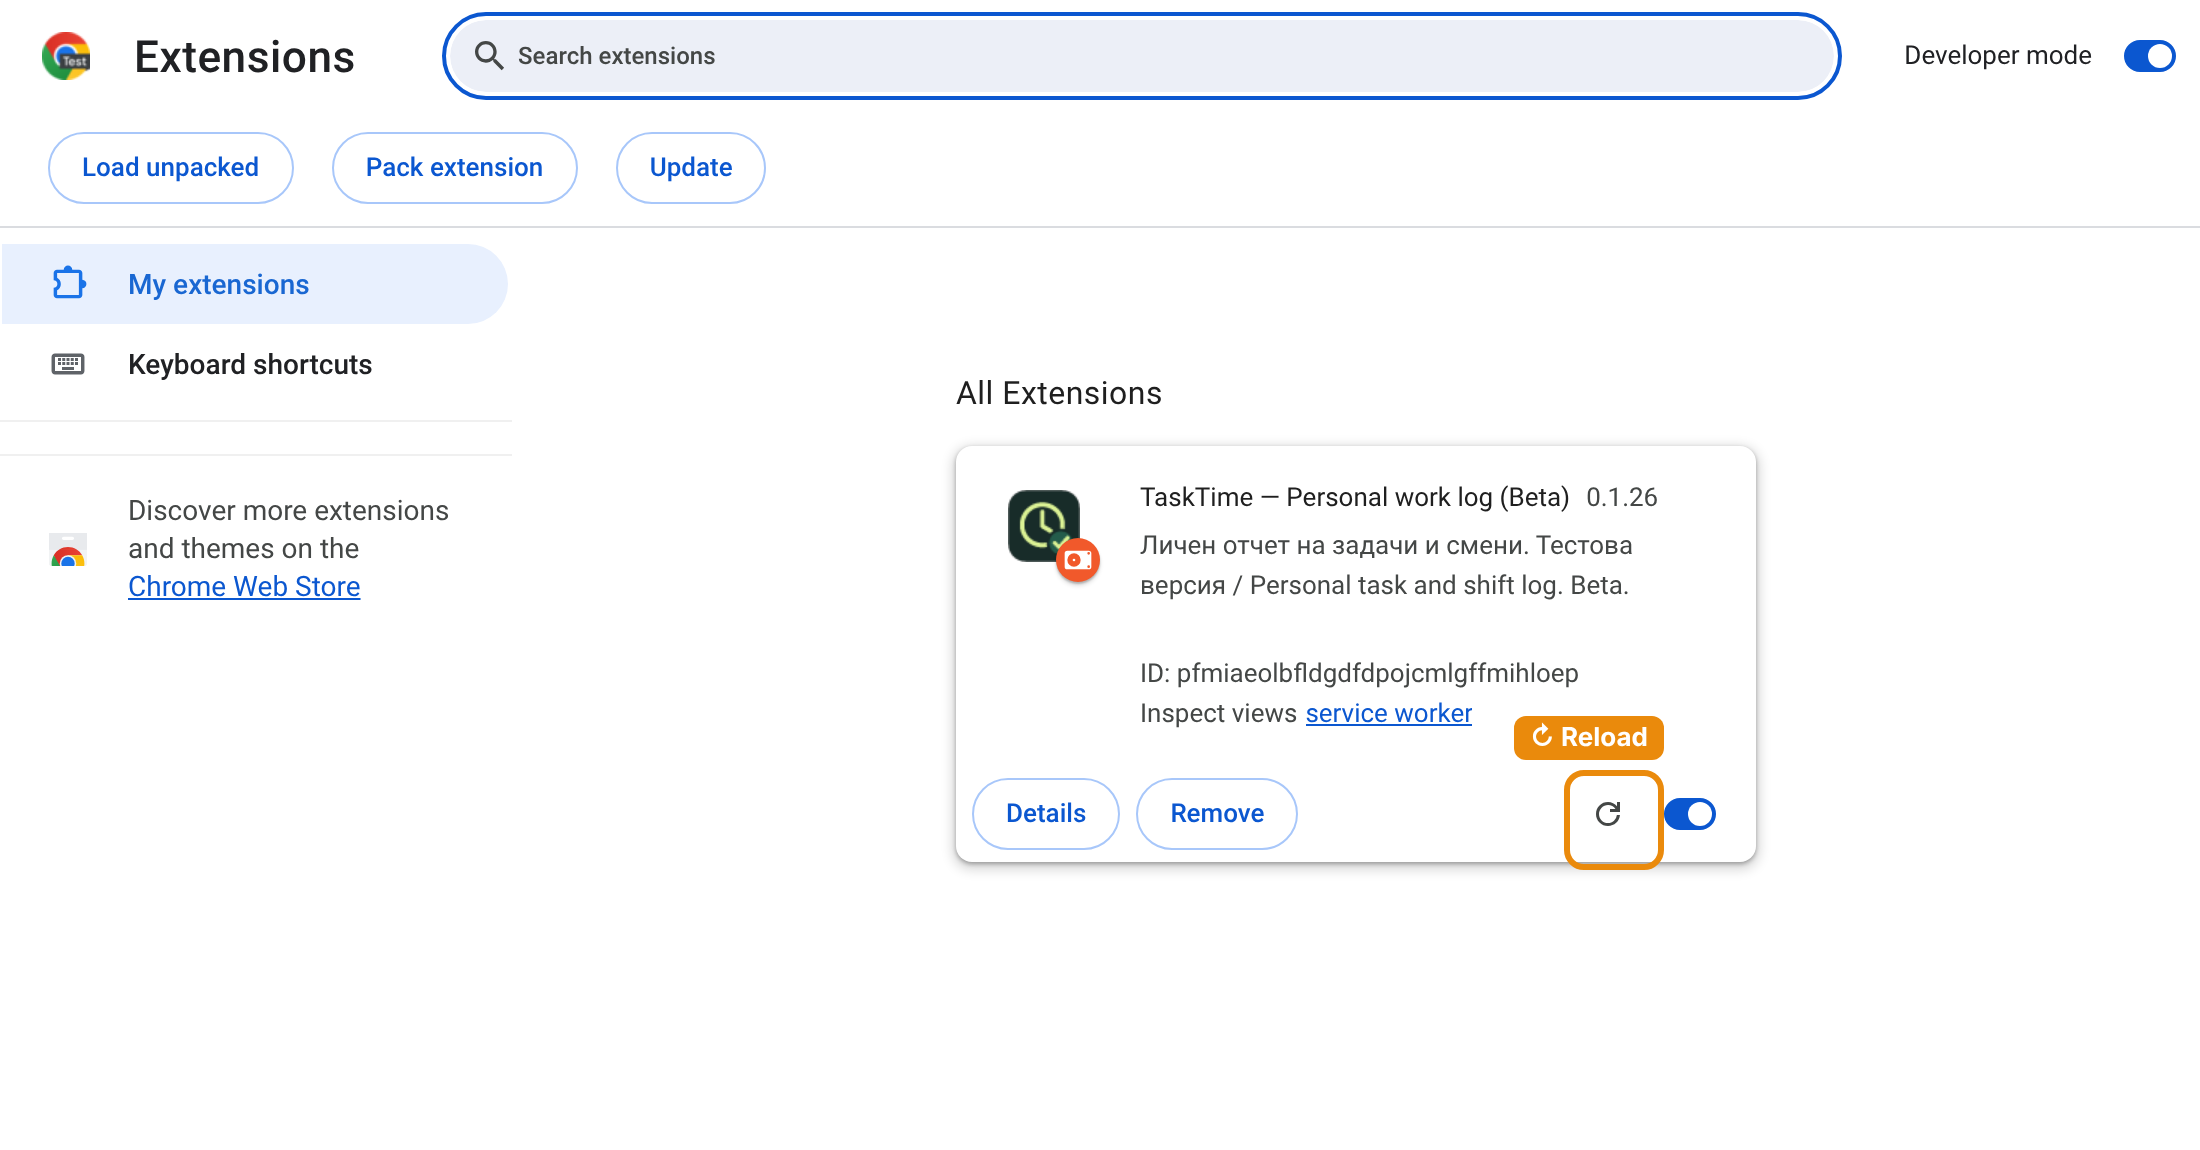 Test
Extensions
Search extensions
Developer mode
Load unpacked
Pack extension
Update
My extensions
Keyboard shortcuts
Discover more extensions
and themes on the
Chrome Web Store
All Extensions
TaskTime — Personal work log (Beta) 0.1.26
Личен отчет на задачи и смени. Тестова
версия / Personal task and shift log. Beta.
ID: pfmiaeolbfldgdfdpojcmlgffmihloep
Inspect views service worker
Reload
Details
Remove